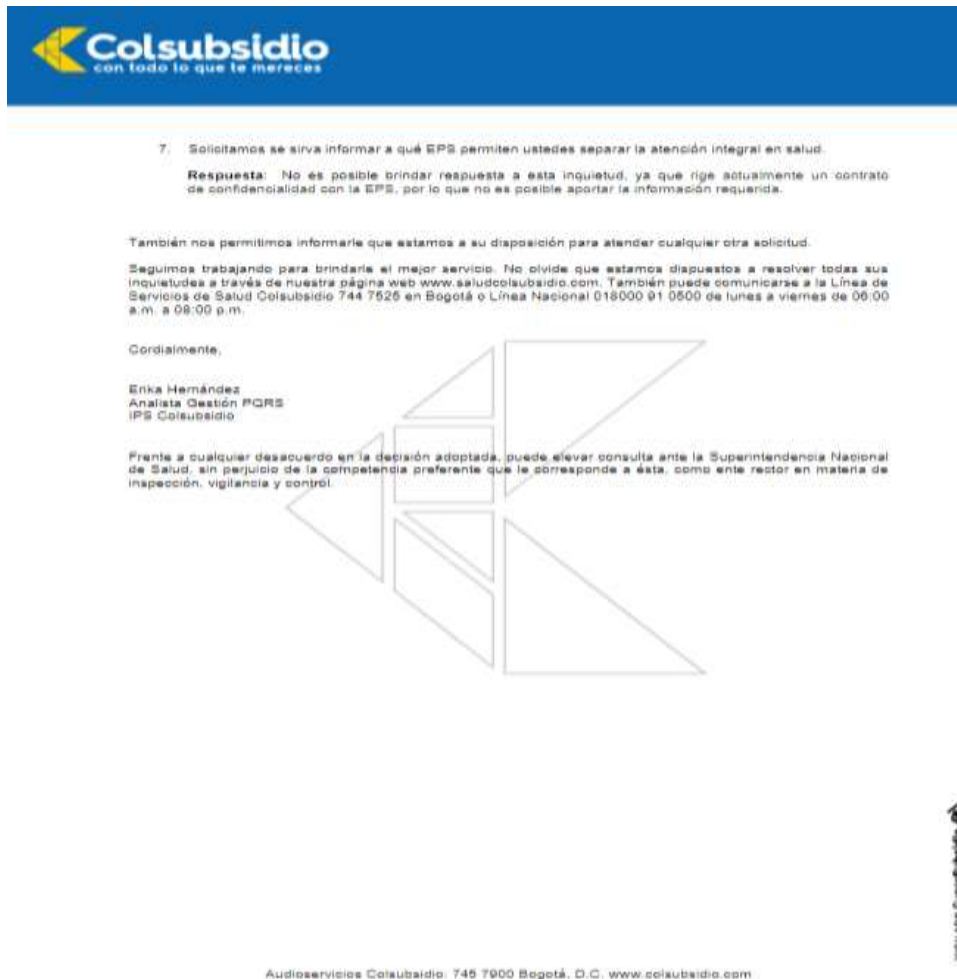 Colsubsidio
con todo lo que te mereces
7. Solicitamos se sirva informar a qué EPS permiten ustedes separar la atención integral en salud.
Respuesta: No es posible brindar respuesta a esta inquietud, ya que rige actualmente un contrato
de confidencialidad con la EPS, por lo que no es posible aportar la información requerida.
También nos permitimos informarle que estamos a su disposición para atender cualquier otra solicitud.
Seguimos trabajando para brindarle el mejor servicio. No olvide que estamos dispuestos a resolver todas sus
inquietudes a través de nuestra página web www.saludcolsubsidio.com. También puede comunicarse a la Línea de
Servicios de Salud Colsubsidio 744 7525 en Bogotá o Línea Nacional 018000 91 0500 de lunes a viernes de 06:00
a.m. a 08:00 p.m.
Cordialmente,
Erika Hernández
Analista Gestión PQRS
IPS Colsubsidio
Frente a cualquier desacuerdo en la decisión adoptada, puede elevar consulta ante la Superintendencia Nacional
de Salud, sin perjuicio de la competencia preferente que le corresponde a ésta, como ente rector en materia de
inspección, vigilancia y control.
Audioservicios Colsubsidio: 745 7900 Bogotá, D.C. www.colsubsidio.com